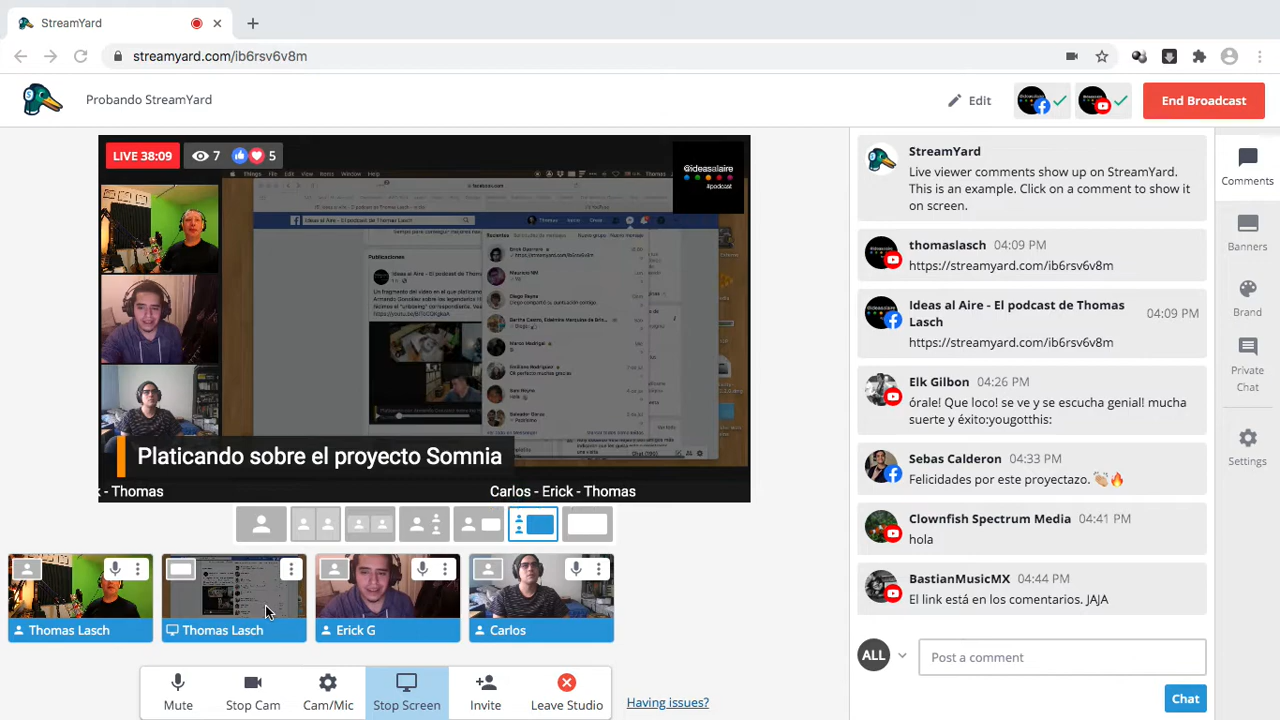 StreamYard
streamyard.com/ib6rsv6v8m
Probando StreamYard
Edit
End Broadcast
LIVE 38:09
7
5
@ideasalaire
#podcast
Platicando sobre el proyecto Somnia
k - Thomas
Carlos - Erick - Thomas
Thomas Lasch
Thomas Lasch
Erick G
Carlos
Mute
Stop Cam
Cam/Mic
Stop Screen
Invite
Leave Studio
Having issues?
StreamYard
Live viewer comments show up on StreamYard.
This is an example. Click on a comment to show it
on screen.
thomas lasch 04:09 PM
https://streamyard.com/ib6rsv6v8m
Ideas al Aire - El podcast de Thomas
Lasch
04:09 PM
https://streamyard.com/ib6rsv6v8m
Elk Gilbon 04:26 PM
órale! Que loco! se ve y se escucha genial! mucha
suerte y éxito:yougotthis:
Sebas Calderon 04:33 PM
Felicidades por este proyectazo. 👏🏼🔥
Clownfish Spectrum Media 04:41 PM
hola
BastianMusicMX 04:44 PM
El link está en los comentarios. JAJA
ALL
Post a comment
Chat
Comments
Banners
Brand
Private
Chat
Settings